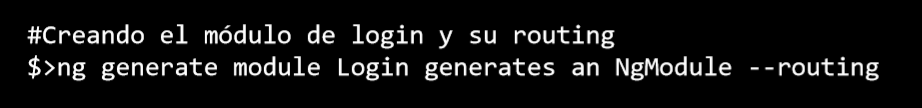 #Creando el módulo de login y su routing
$>ng generate module Login generates an NgModule --routing